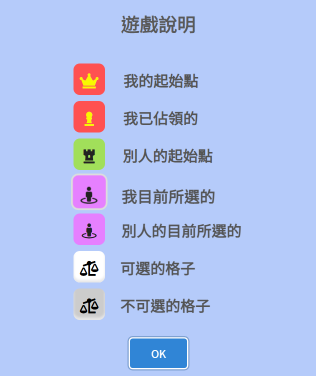 遊戲說明
我的起始點
我已佔領的
別人的起始點
我目前所選的
別人的目前所選的
可選的格子
不可選的格子
OK